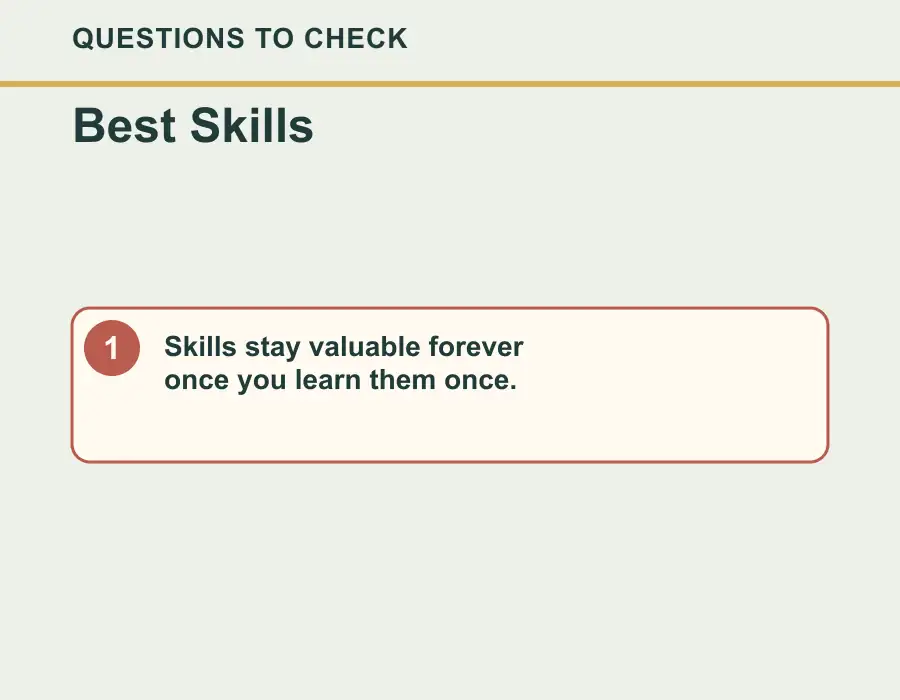 QUESTIONS TO CHECK
Best Skills
1
Skills stay valuable forever
once you learn them once.